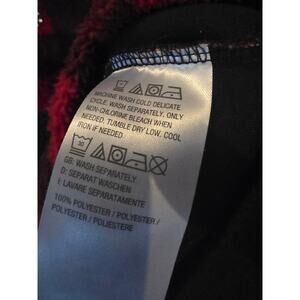 MACHINE WASH COLD DELICATE
CYCLE. WASH SEPARATELY. ONLY
NON-CHLORINE BLEACH WHEN
NEEDED. TUMBLE DRY LOW. COOL
IRON IF NEEDED.
30
GB: WASH SEPARATELY
D: SEPARAT WASCHEN
E: LAVARE SEPARATAMENTE
100% POLYESTER / POLYESTER /
POLYESTER / POLIESTERE